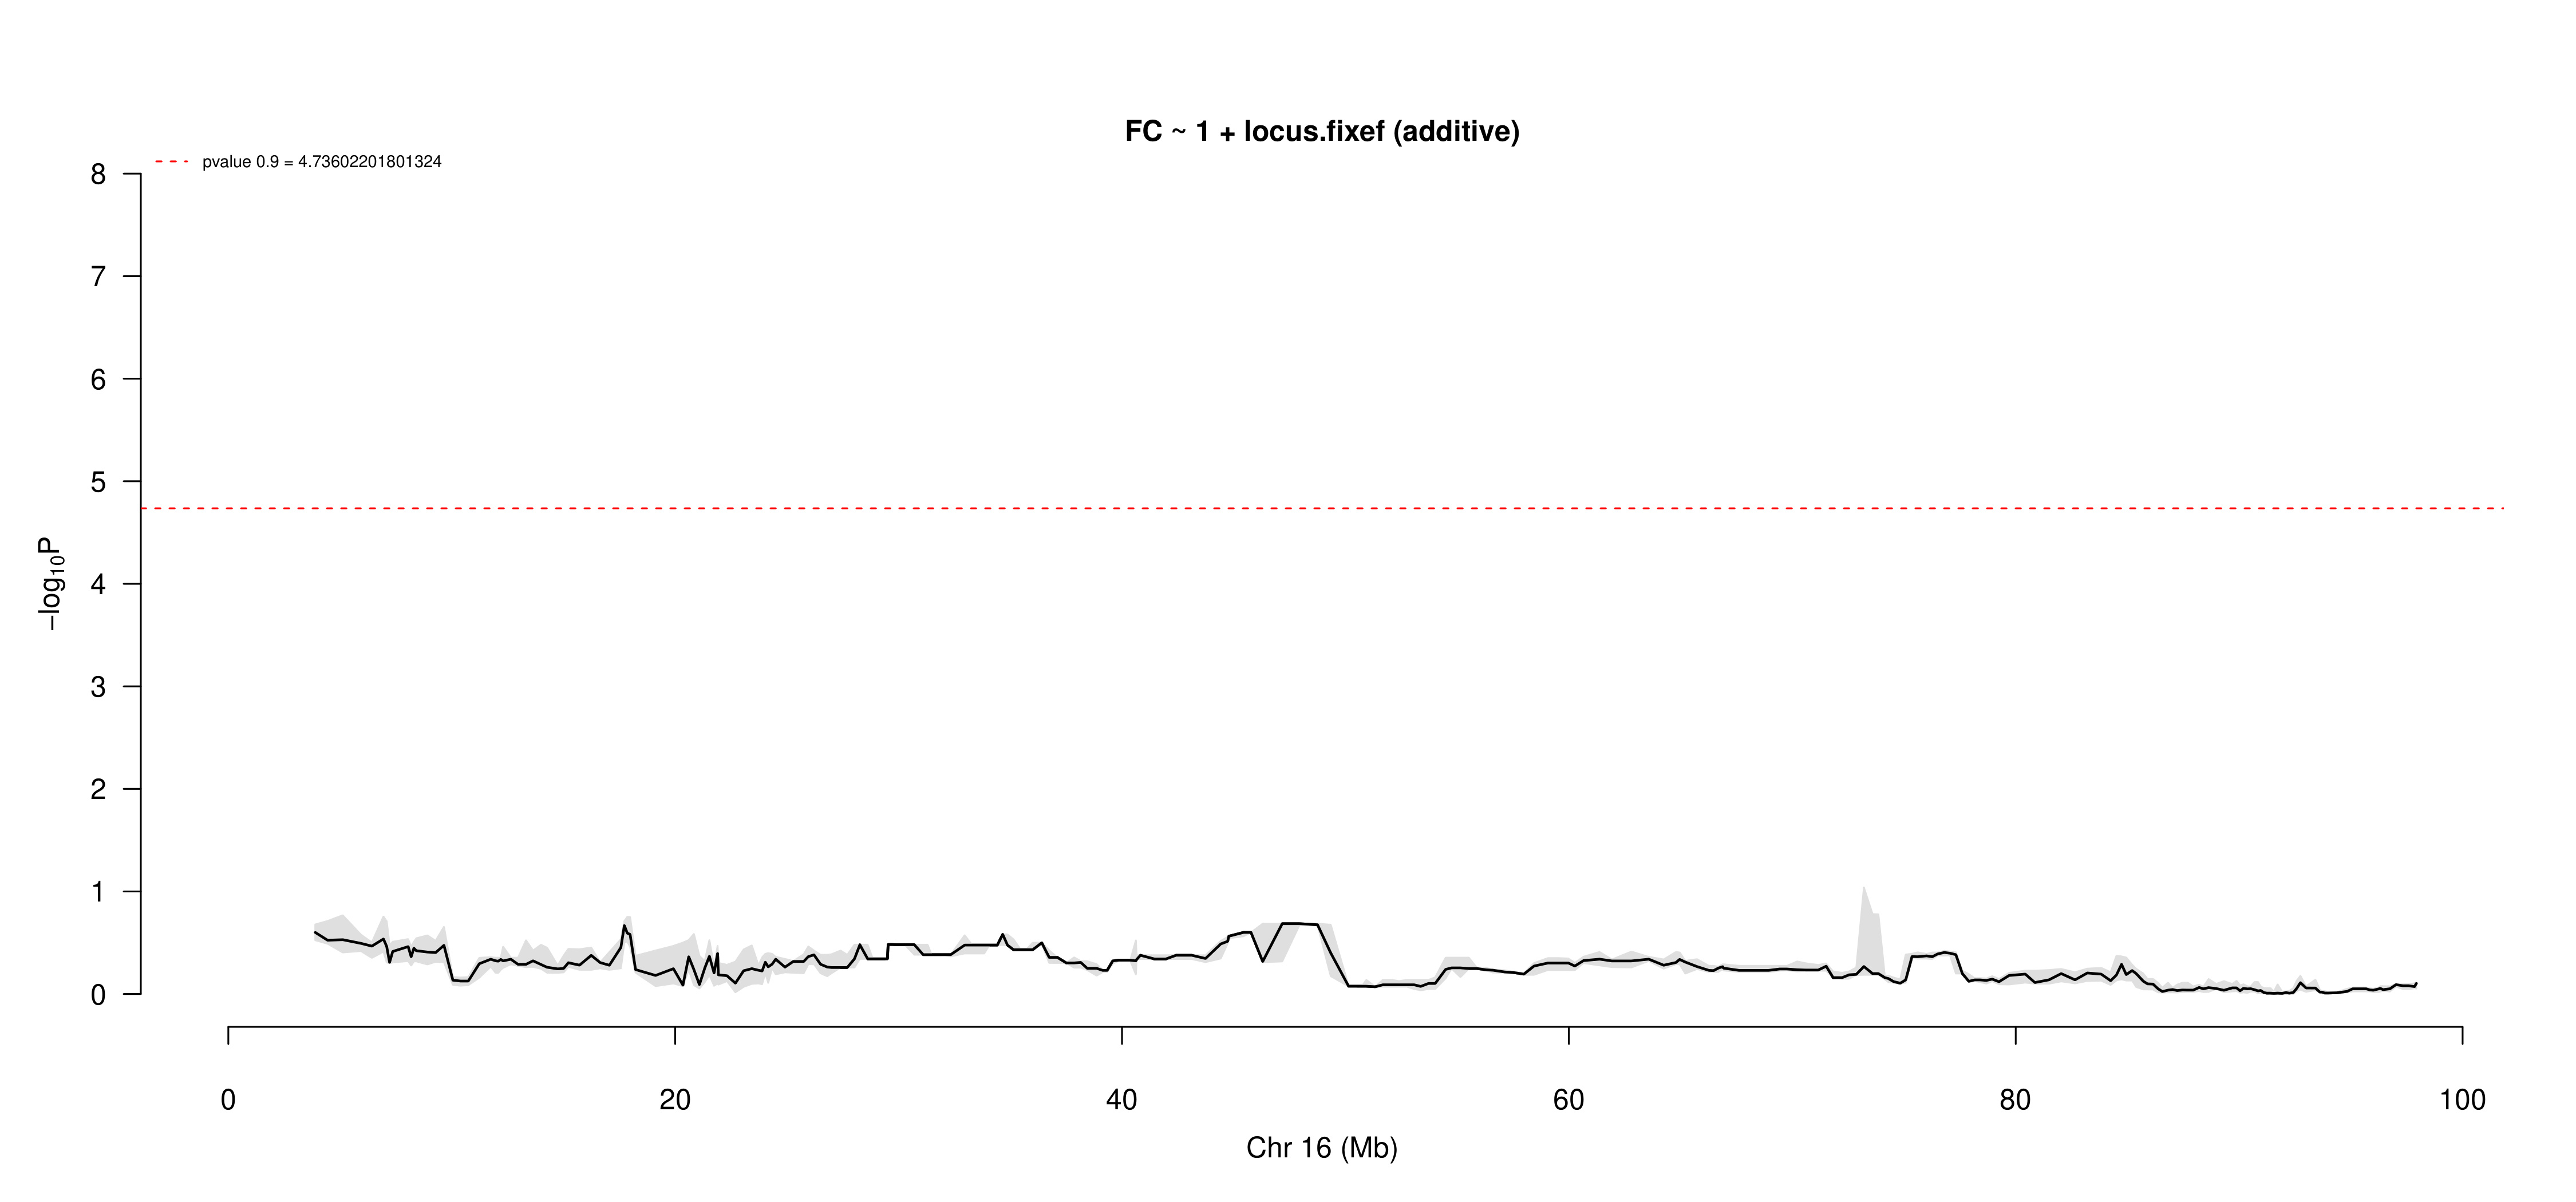 FC ~ 1 + locus.fixef (additive)
pvalue 0.9 = 4.73602201801324
8
7
6
5
4
3
2
1
0
−log10P
0 20 40 60 80 100
Chr 16 (Mb)